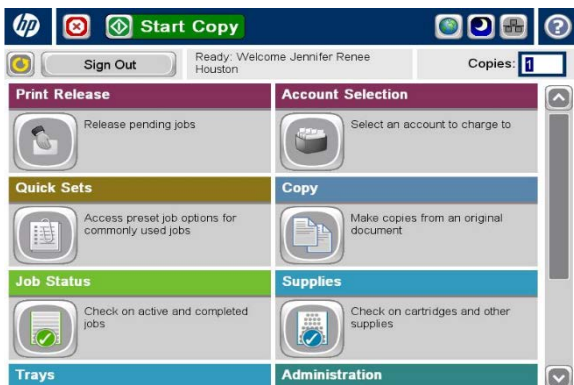 hp
Start Copy
?
Sign Out
Ready: Welcome Jennifer Renee
Houston
Copies: 1
Print Release
Release pending jobs
Account Selection
Select an account to charge to
Quick Sets
Access preset job options for
commonly used jobs
Copy
Make copies from an original
document
Job Status
Check on active and completed
jobs
Supplies
Check on cartridges and other
supplies
Trays
Administration